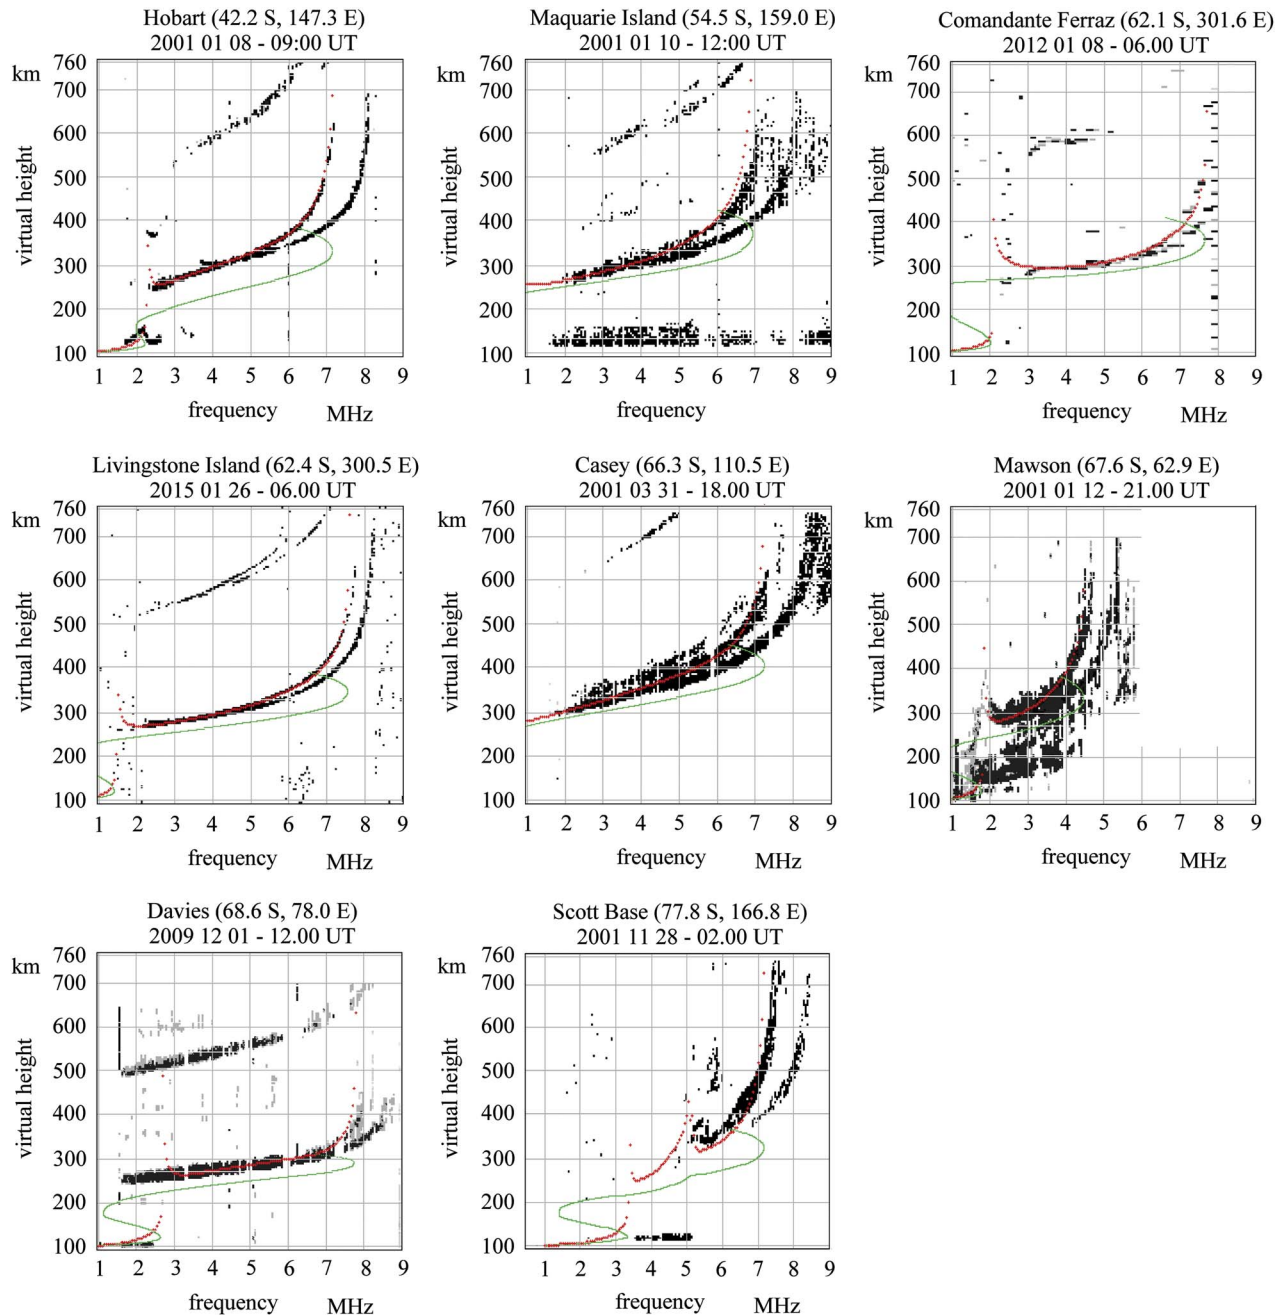 Hobart (42.2 S, 147.3 E)
2001 01 08 - 09:00 UT
km
760
700
600
500
400
300
200
100
virtual height
1 2 3 4 5 6 7 8 9
frequency MHz
Maquarie Island (54.5 S, 159.0 E)
2001 01 10 - 12:00 UT
km
760
700
600
500
400
300
200
100
virtual height
1 2 3 4 5 6 7 8 9
frequency MHz
Comandante Ferraz (62.1 S, 301.6 E)
2012 01 08 - 06.00 UT
km
760
700
600
500
400
300
200
100
virtual height
1 2 3 4 5 6 7 8 9
frequency MHz
Livingstone Island (62.4 S, 300.5 E)
2015 01 26 - 06.00 UT
km
760
700
600
500
400
300
200
100
virtual height
1 2 3 4 5 6 7 8 9
frequency MHz
Casey (66.3 S, 110.5 E)
2001 03 31 - 18.00 UT
km
760
700
600
500
400
300
200
100
virtual height
1 2 3 4 5 6 7 8 9
frequency MHz
Mawson (67.6 S, 62.9 E)
2001 01 12 - 21.00 UT
km
760
700
600
500
400
300
200
100
virtual height
1 2 3 4 5 6 7 8 9
frequency MHz
Davies (68.6 S, 78.0 E)
2009 12 01 - 12.00 UT
km
760
700
600
500
400
300
200
100
virtual height
1 2 3 4 5 6 7 8 9
frequency MHz
Scott Base (77.8 S, 166.8 E)
2001 11 28 - 02.00 UT
km
760
700
600
500
400
300
200
100
virtual height
1 2 3 4 5 6 7 8 9
frequency MHz